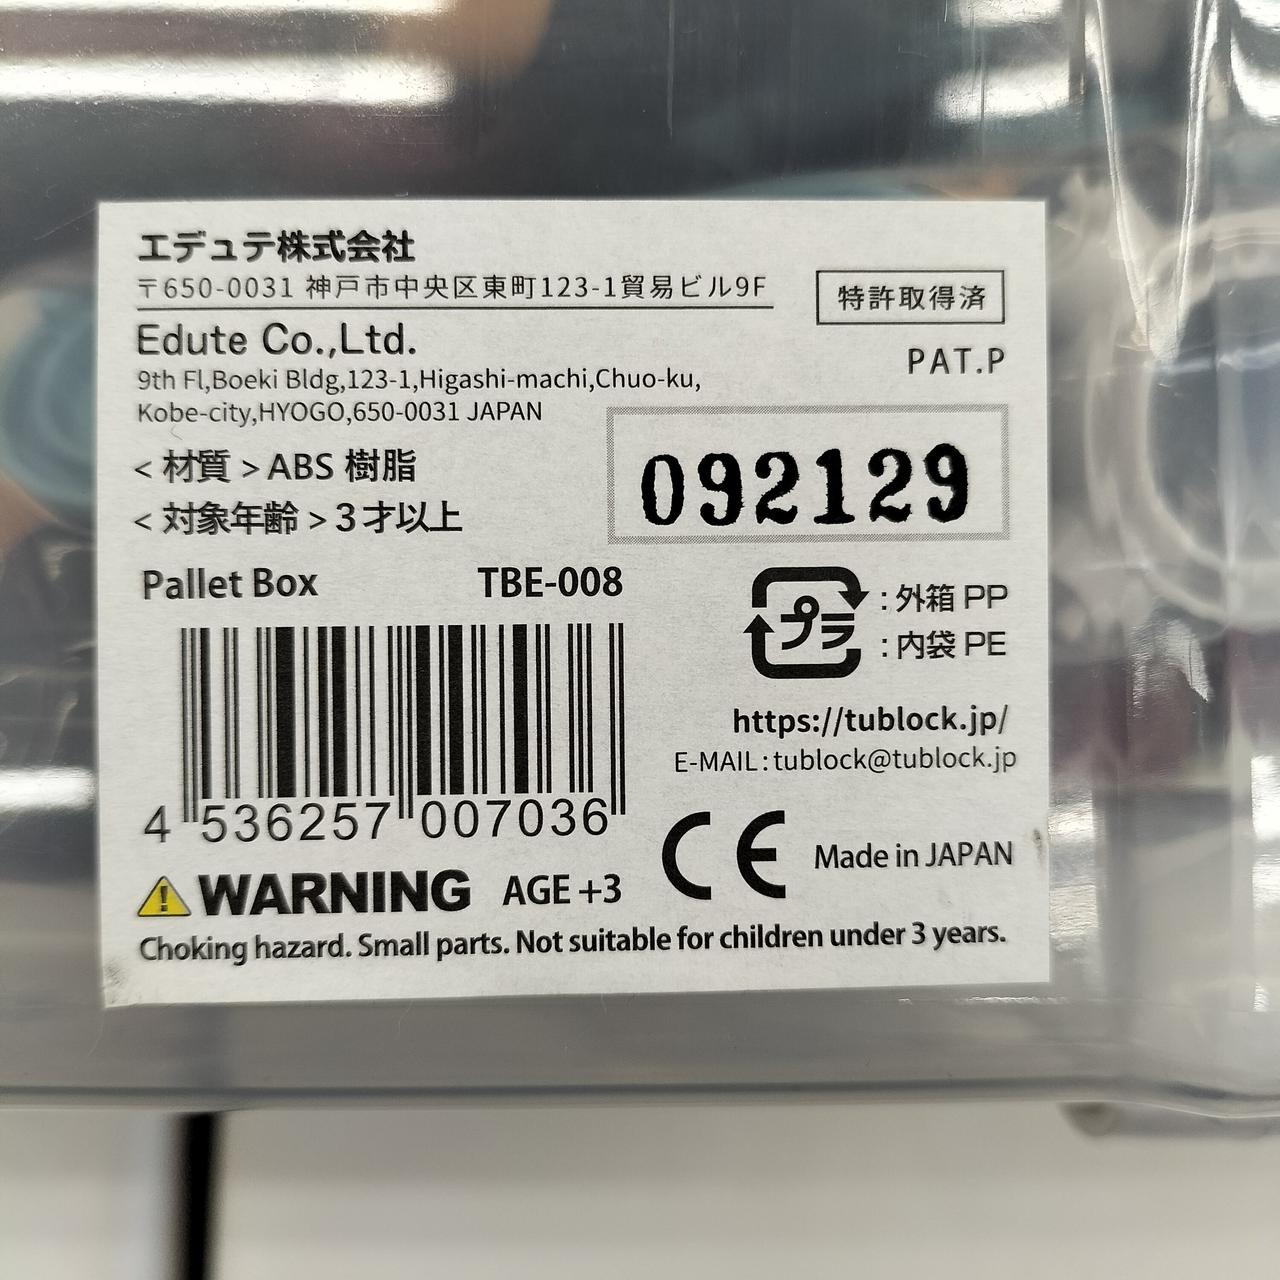 エデュテ株式会社
〒650-0031 神戸市中央区東町123-1貿易ビル9F
特許取得済
Edute Co.,Ltd.
PAT.P
9th Fl,Boeki Bldg,123-1,Higashi-machi,Chuo-ku,
Kobe-city,HYOGO,650-0031 JAPAN
< 材質 > ABS 樹脂
092129
< 対象年齢 > 3才以上
Pallet Box TBE-008
プラ : 外箱 PP
: 内袋 PE
https://tublock.jp/
E-MAIL:tublock@tublock.jp
4 536257 007036
CE Made in JAPAN
WARNING AGE +3
Choking hazard. Small parts. Not suitable for children under 3 years.